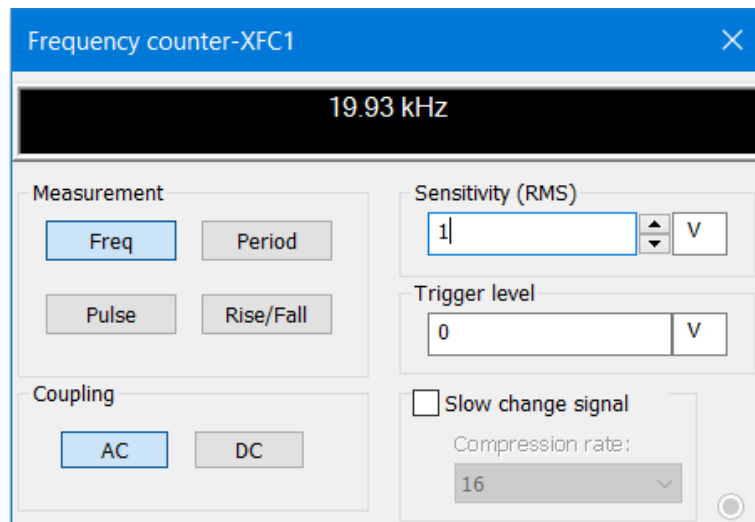 Frequency counter-XFC1
19.93 kHz
Measurement
Freq Period
Pulse Rise/Fall
Sensitivity (RMS)
1 V
Trigger level
0 V
Coupling
AC DC
Slow change signal
Compression rate:
16